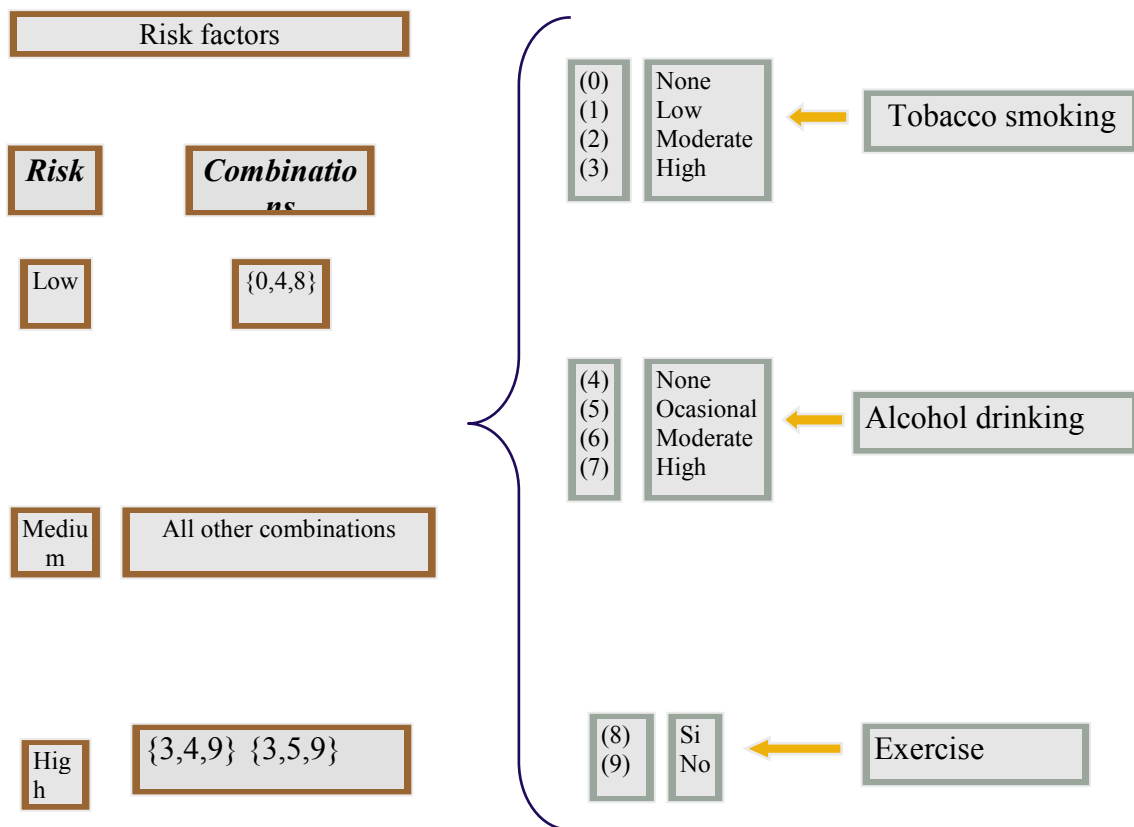 Risk factors
Risk
Combinatio
ns
Low
{0,4,8}
Mediu
m
All other combinations
Hig
h
{3,4,9} {3,5,9}
(0) None
(1) Low
(2) Moderate
(3) High
Tobacco smoking
(4) None
(5) Ocasional
(6) Moderate
(7) High
Alcohol drinking
(8) Si
(9) No
Exercise